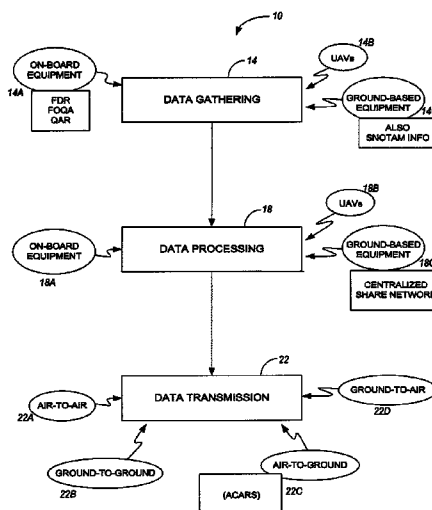 10
14B
UAVs
14
ON-BOARD
EQUIPMENT
14A
FDR
FOQA
QAR
DATA GATHERING
GROUND-BASED
EQUIPMENT
14
ALSO
SNOTAM INFO
18B
UAVs
18
ON-BOARD
EQUIPMENT
18A
DATA PROCESSING
GROUND-BASED
EQUIPMENT
18C
CENTRALIZED
SHARE NETWORK
22
DATA TRANSMISSION
AIR-TO-AIR
22A
GROUND-TO-AIR
22D
GROUND-TO-GROUND
22B
AIR-TO-GROUND
22C
(ACARS)